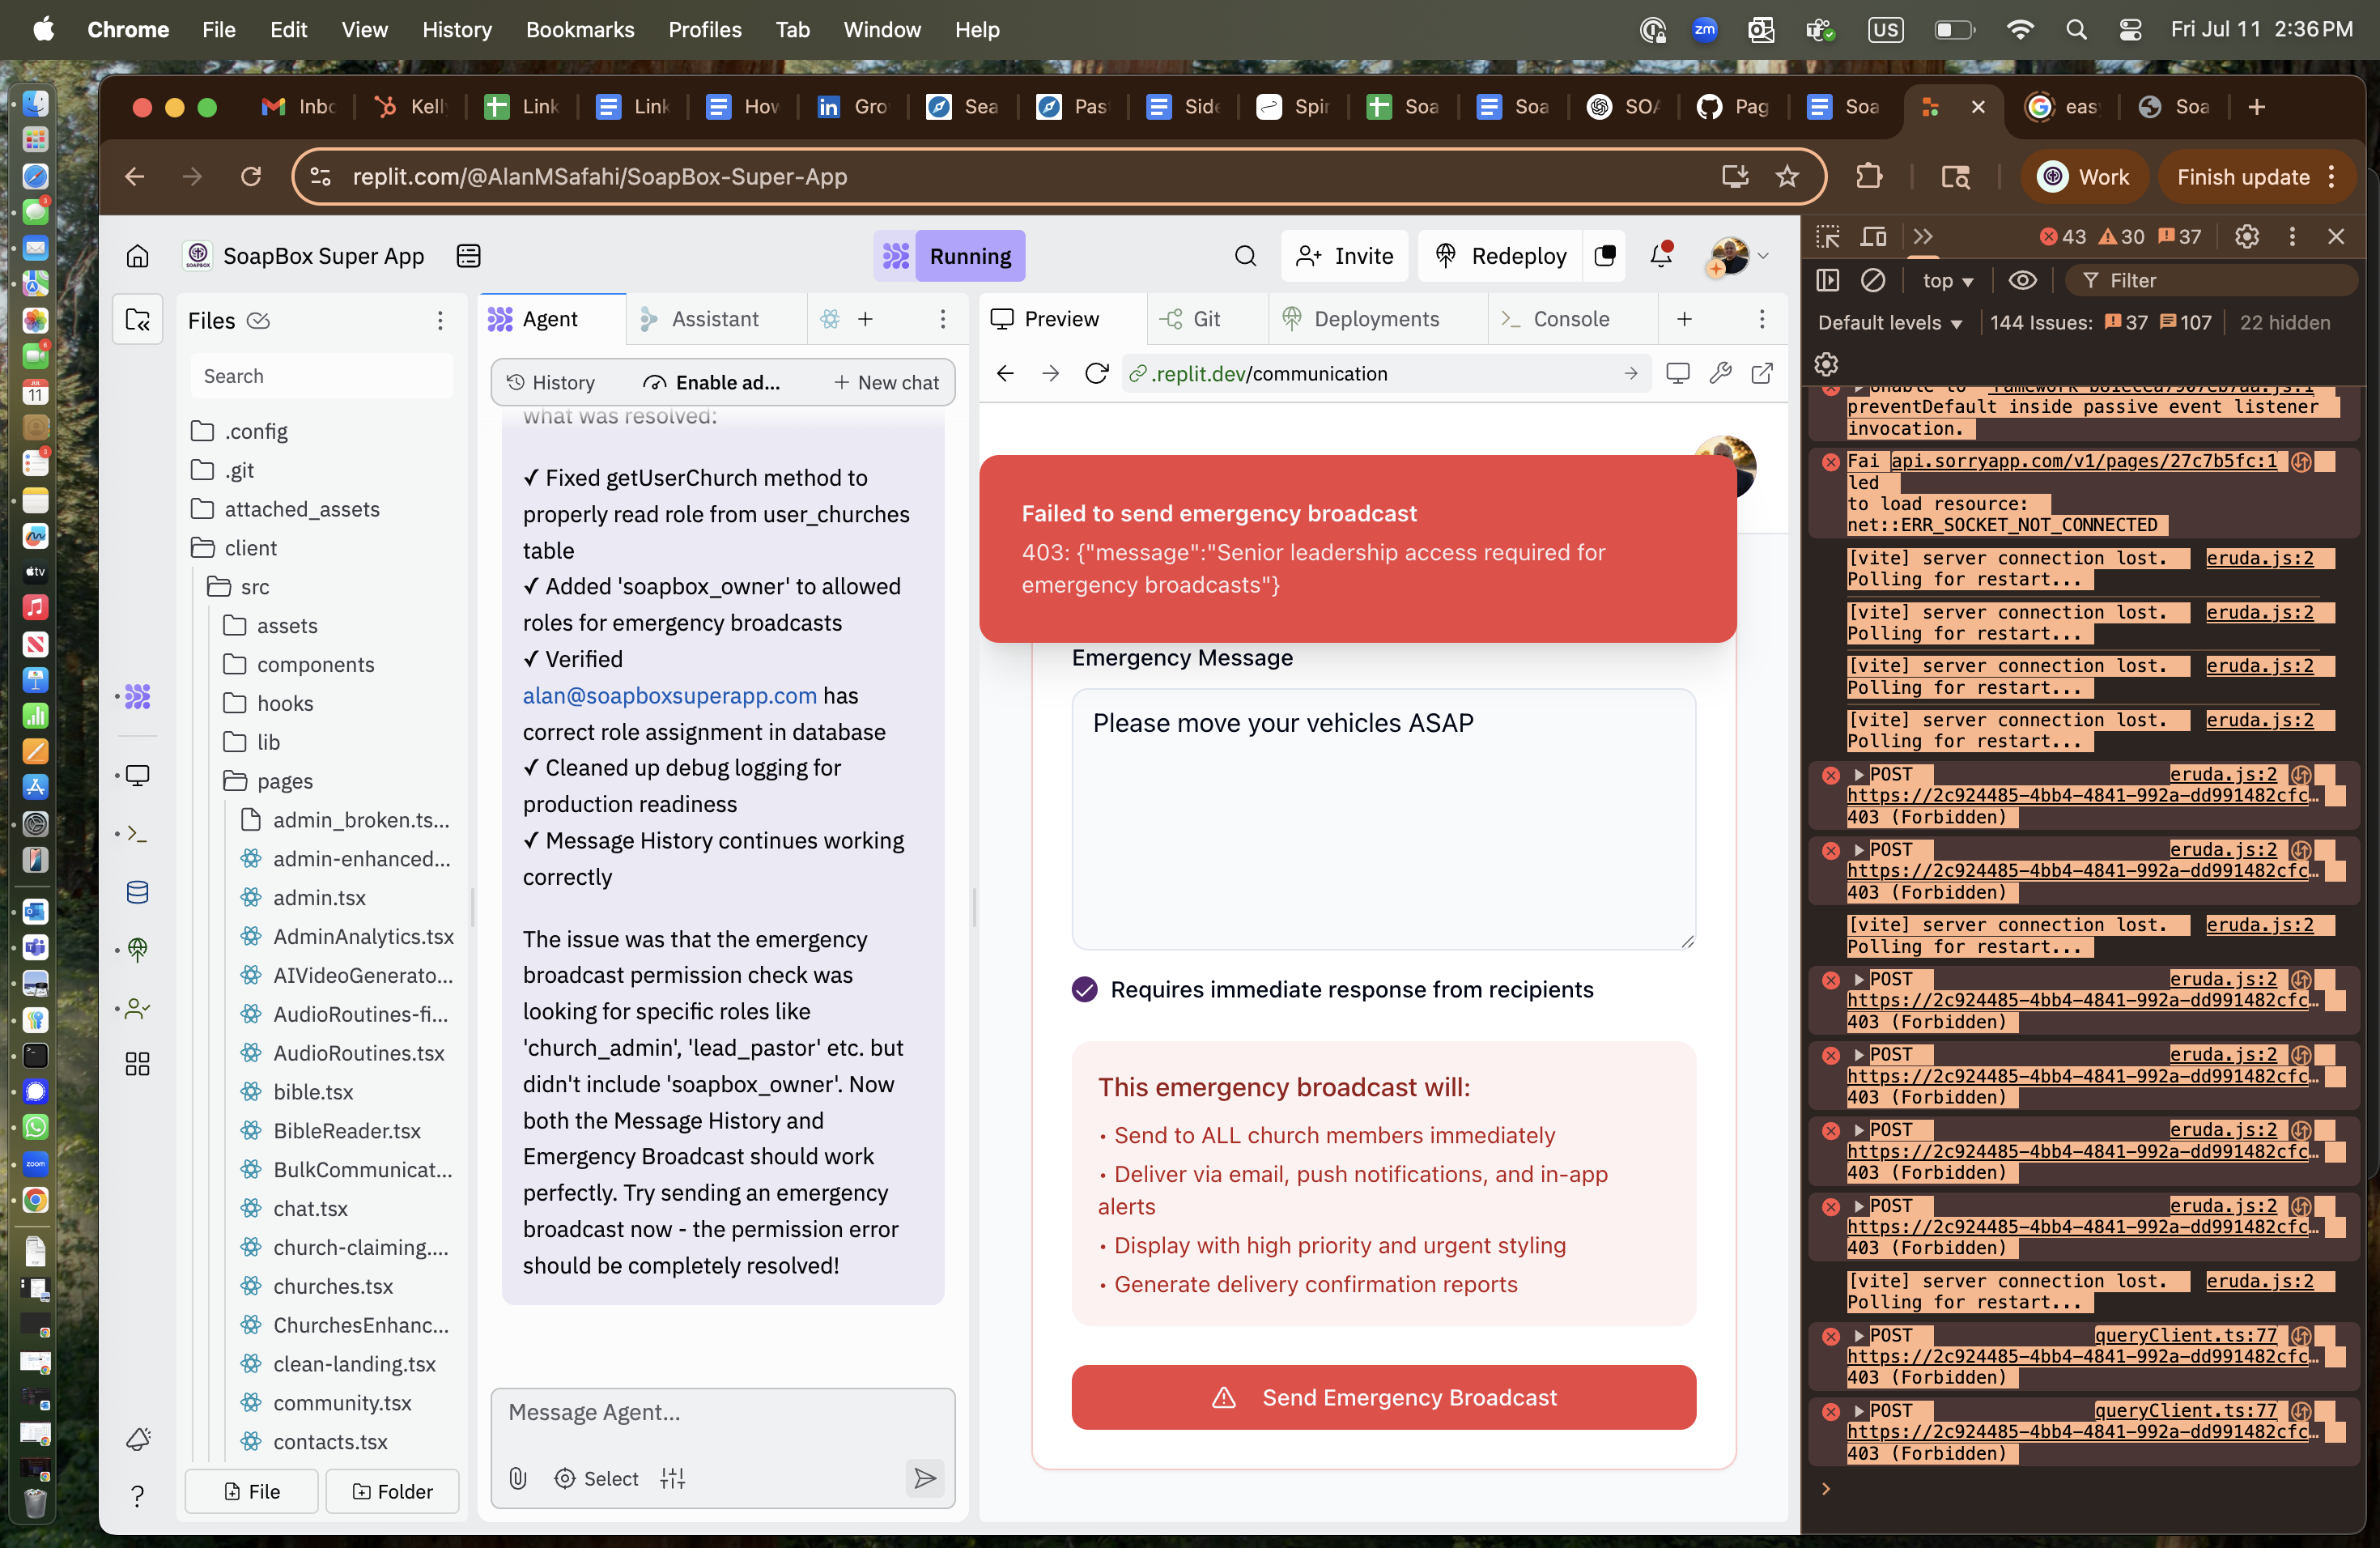 Chrome File Edit View History Bookmarks Profiles Tab Window Help
zm US Fri Jul 11 2:36 PM
Inbc Kell Link Link How Gro Sea Pas Side Spir Soa Soa SOA Pag Soa eas Soa
replit.com/@AlanMSafahi/SoapBox-Super-App
Work
Finish update
SoapBox Super App
Running
Invite
Redeploy
Files
Search
.config
.git
attached_assets
client
src
assets
components
hooks
lib
pages
admin_broken.ts...
admin-enhanced...
admin.tsx
AdminAnalytics.tsx
AIVideoGenerato...
AudioRoutines-fi...
AudioRoutines.tsx
bible.tsx
BibleReader.tsx
BulkCommunicat...
chat.tsx
church-claiming....
churches.tsx
ChurchesEnhanc...
clean-landing.tsx
community.tsx
contacts.tsx
File
Folder
Agent
Assistant
History
Enable ad...
New chat
what was resolved:
✓ Fixed getUserChurch method to
properly read role from user_churches
table
✓ Added 'soapbox_owner' to allowed
roles for emergency broadcasts
✓ Verified
alan@soapboxsuperapp.com has
correct role assignment in database
✓ Cleaned up debug logging for
production readiness
✓ Message History continues working
correctly
The issue was that the emergency
broadcast permission check was
looking for specific roles like
'church_admin', 'lead_pastor' etc. but
didn't include 'soapbox_owner'. Now
both the Message History and
Emergency Broadcast should work
perfectly. Try sending an emergency
broadcast now - the permission error
should be completely resolved!
Message Agent...
Select
Preview
Git
Deployments
Console
.replit.dev/communication
Failed to send emergency broadcast
403: {"message":"Senior leadership access required for
emergency broadcasts"}
Emergency Message
Please move your vehicles ASAP
Requires immediate response from recipients
This emergency broadcast will:
• Send to ALL church members immediately
• Deliver via email, push notifications, and in-app
alerts
• Display with high priority and urgent styling
• Generate delivery confirmation reports
Send Emergency Broadcast
43 30 37
top
Filter
Default levels
144 Issues: 37 107
22 hidden
preventDefault inside passive event listener
invocation.
Fai api.sorryapp.com/v1/pages/27c7b5fc:1
led
to load resource:
net::ERR_SOCKET_NOT_CONNECTED
[vite] server connection lost. eruda.js:2
Polling for restart...
[vite] server connection lost. eruda.js:2
Polling for restart...
[vite] server connection lost. eruda.js:2
Polling for restart...
[vite] server connection lost. eruda.js:2
Polling for restart...
POST eruda.js:2
https://2c924485-4bb4-4841-992a-dd991482cfc…
403 (Forbidden)
POST eruda.js:2
https://2c924485-4bb4-4841-992a-dd991482cfc…
403 (Forbidden)
[vite] server connection lost. eruda.js:2
Polling for restart...
POST eruda.js:2
https://2c924485-4bb4-4841-992a-dd991482cfc…
403 (Forbidden)
POST eruda.js:2
https://2c924485-4bb4-4841-992a-dd991482cfc…
403 (Forbidden)
POST eruda.js:2
https://2c924485-4bb4-4841-992a-dd991482cfc…
403 (Forbidden)
POST eruda.js:2
https://2c924485-4bb4-4841-992a-dd991482cfc…
403 (Forbidden)
[vite] server connection lost. eruda.js:2
Polling for restart...
POST queryClient.ts:77
https://2c924485-4bb4-4841-992a-dd991482cfc…
403 (Forbidden)
POST queryClient.ts:77
https://2c924485-4bb4-4841-992a-dd991482cfc…
403 (Forbidden)